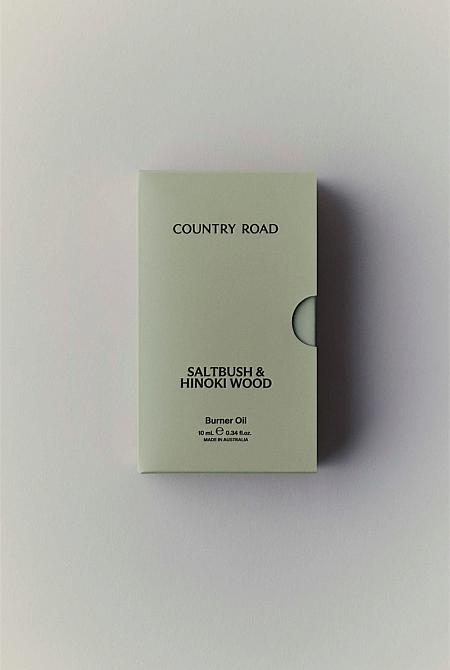 COUNTRY ROAD
SALTBUSH &
HINOKI WOOD
Burner Oil
10 mL ℮ 0.34 fl.oz.
MADE IN AUSTRALIA